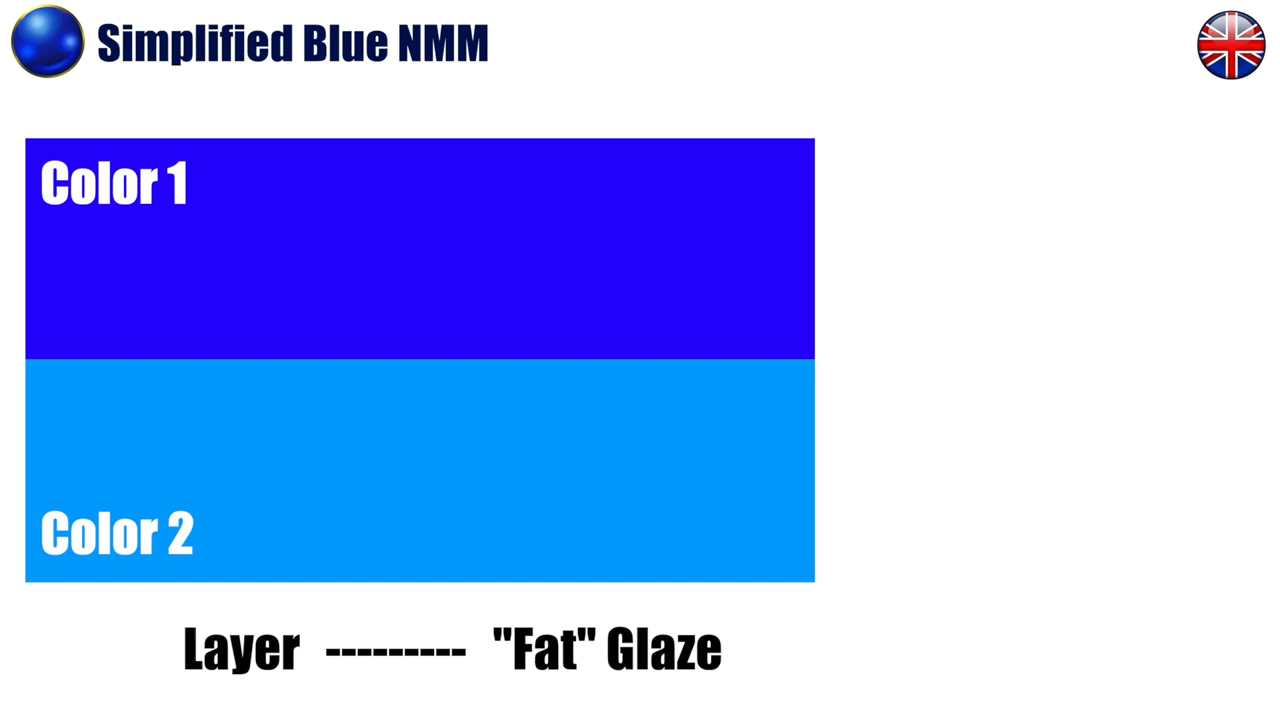 Simplified Blue NMM
Color 1
Color 2
Layer --------- "Fat" Glaze